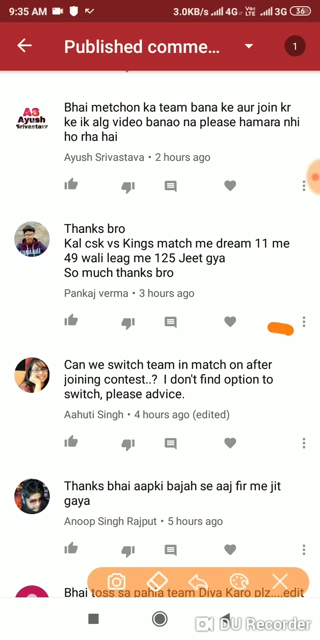 9:35 AM 3.0KB/s 4G VoLTE 3G 36
Published comme... 1
A3
Ayush
Srivastav
Bhai metchon ka team bana ke aur join kr
ke ik alg video banao na please hamara nhi
ho rha hai
Ayush Srivastava • 2 hours ago
Thanks bro
Kal csk vs Kings match me dream 11 me
49 wali leag me 125 Jeet gya
So much thanks bro
Pankaj verma • 3 hours ago
Can we switch team in match on after
joining contest..? I don't find option to
switch, please advice.
Aahuti Singh • 4 hours ago (edited)
Thanks bhai aapki bajah se aaj fir me jit
gaya
Anoop Singh Rajput • 5 hours ago
Bhai toss sa pahla team Diya Karo plz....edit
DU Recorder